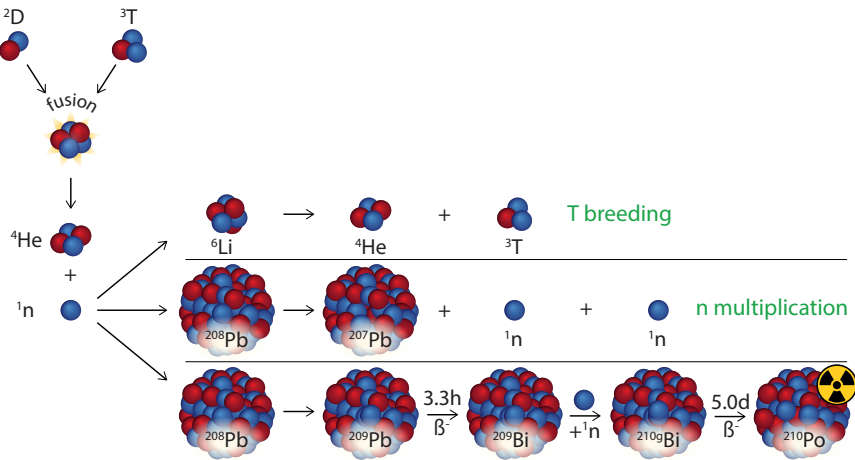 ²D
³T
fusion
⁴He
+
¹n
⁶Li
⁴He
+
³T
T breeding
²⁰⁸Pb
²⁰⁷Pb
+
¹n
+
¹n
n multiplication
²⁰⁸Pb
²⁰⁹Pb
3.3h
ß⁻
²⁰⁹Bi
+¹n
²¹⁰ᵍBi
5.0d
ß⁻
²¹⁰Po